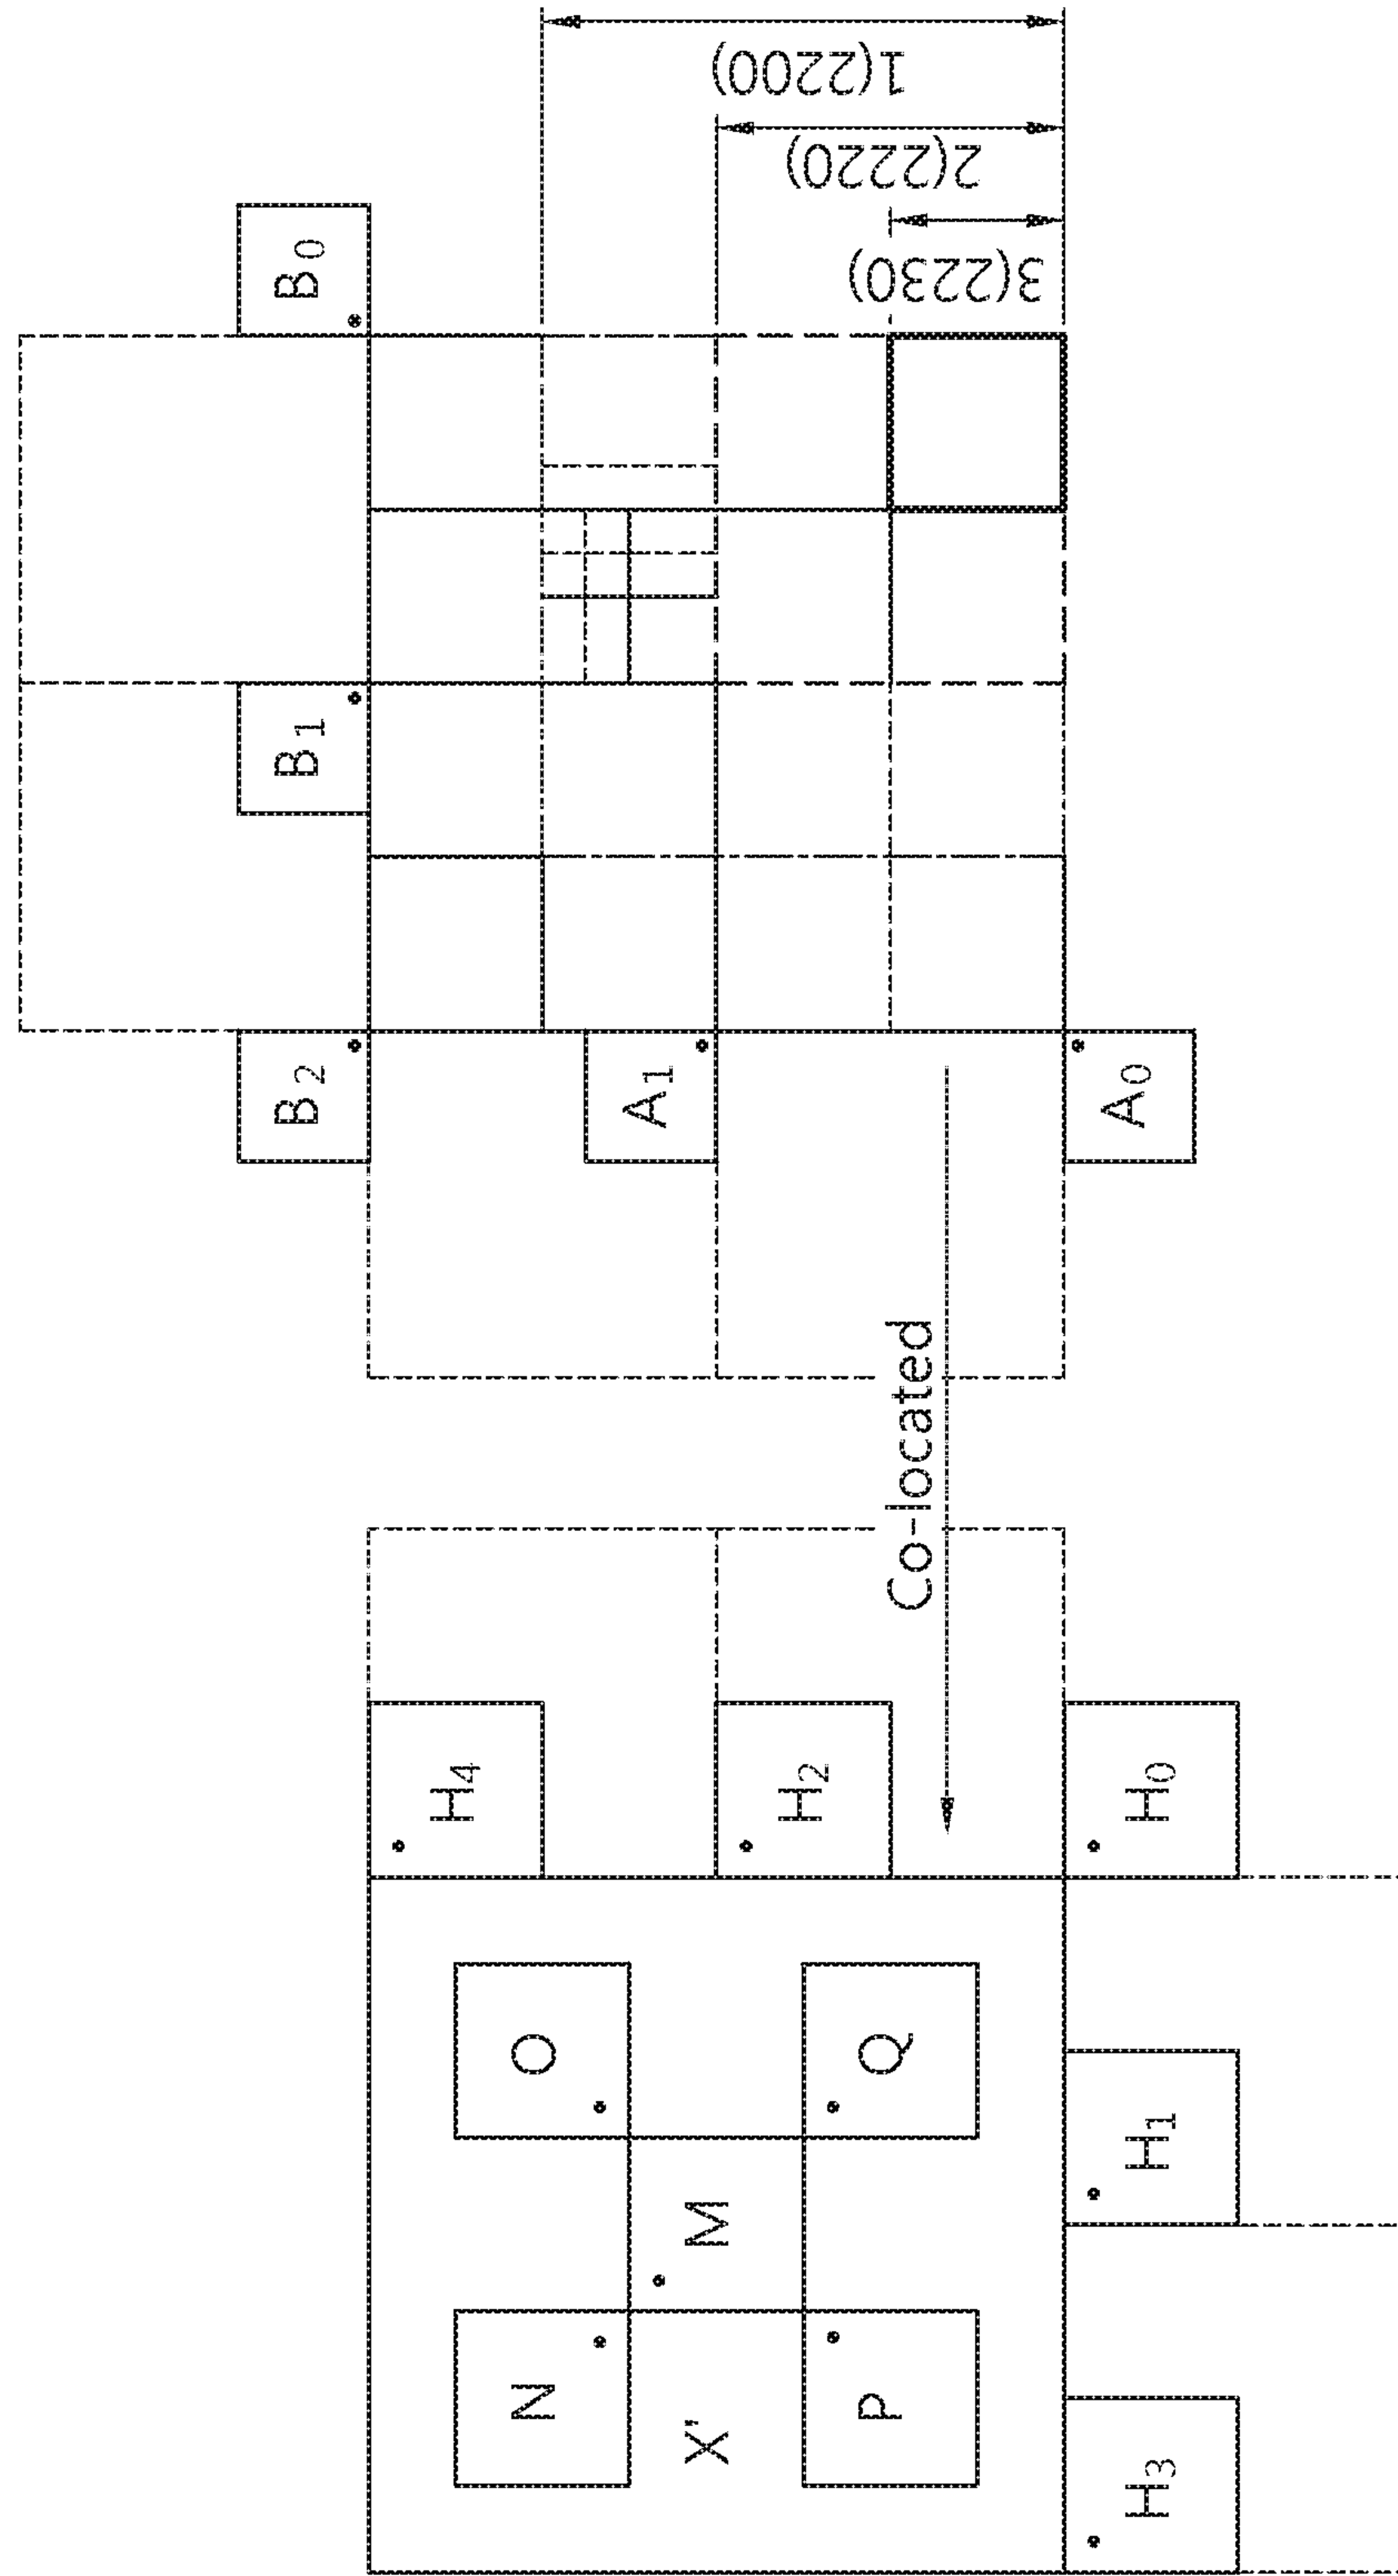 1(2200)
2(2220)
3(2230)
B0
B1
B2
A1
A0
Co-located
H4
H2
H0
O
Q
M
H1
N
X'
P
H3